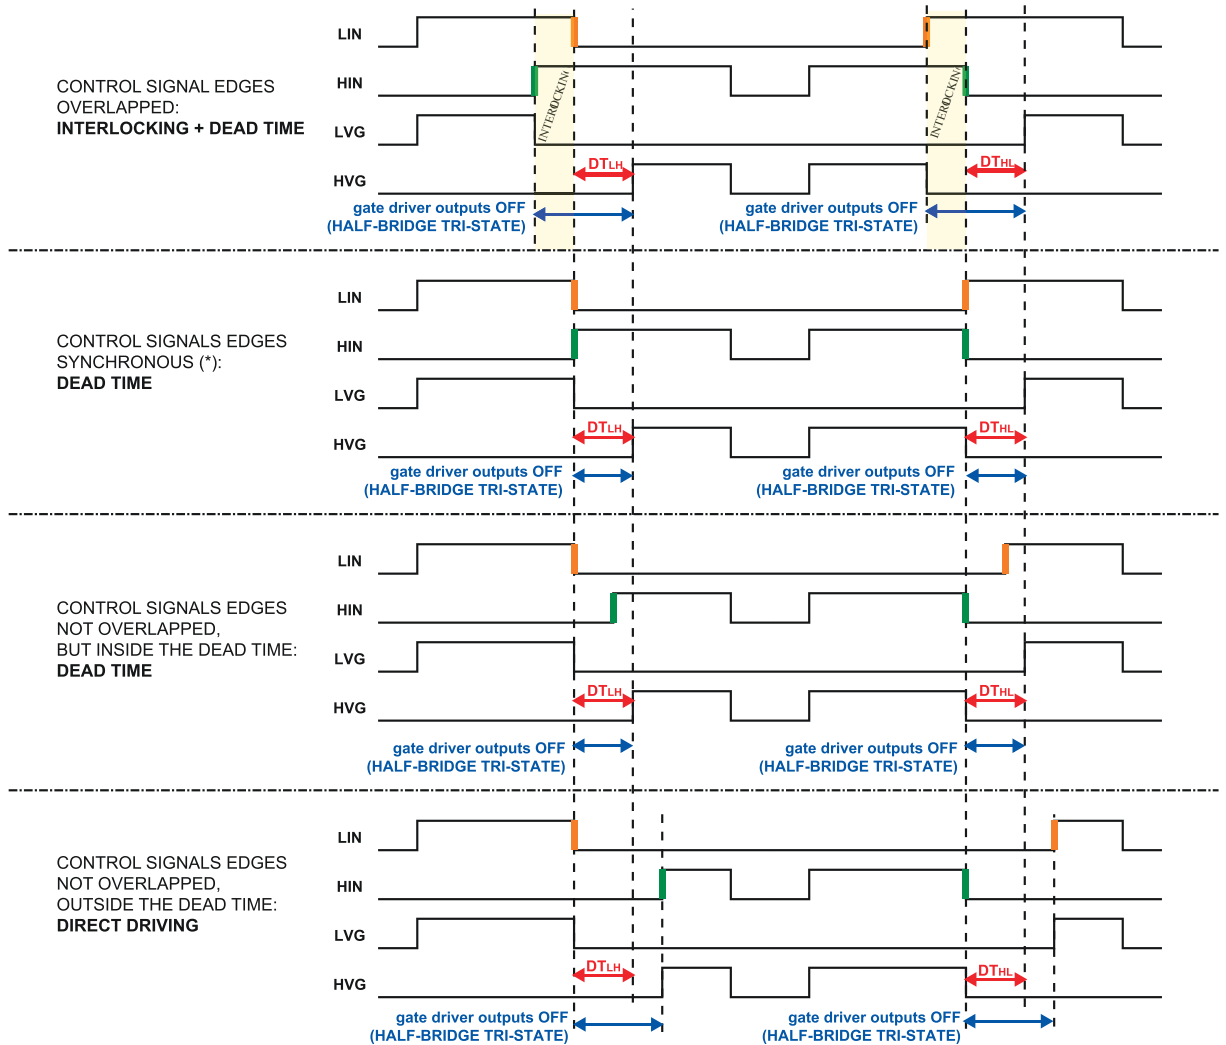 LIN
HIN
LVG
HVG
CONTROL SIGNAL EDGES
OVERLAPPED:
INTERLOCKING + DEAD TIME
INTERLOCKING
INTERLOCKING
DTLH
DTHL
gate driver outputs OFF
(HALF-BRIDGE TRI-STATE)
gate driver outputs OFF
(HALF-BRIDGE TRI-STATE)
LIN
HIN
LVG
HVG
CONTROL SIGNALS EDGES
SYNCHRONOUS (*):
DEAD TIME
DTLH
DTHL
gate driver outputs OFF
(HALF-BRIDGE TRI-STATE)
gate driver outputs OFF
(HALF-BRIDGE TRI-STATE)
LIN
HIN
LVG
HVG
CONTROL SIGNALS EDGES
NOT OVERLAPPED,
BUT INSIDE THE DEAD TIME:
DEAD TIME
DTLH
DTHL
gate driver outputs OFF
(HALF-BRIDGE TRI-STATE)
gate driver outputs OFF
(HALF-BRIDGE TRI-STATE)
LIN
HIN
LVG
HVG
CONTROL SIGNALS EDGES
NOT OVERLAPPED,
OUTSIDE THE DEAD TIME:
DIRECT DRIVING
DTLH
DTHL
gate driver outputs OFF
(HALF-BRIDGE TRI-STATE)
gate driver outputs OFF
(HALF-BRIDGE TRI-STATE)